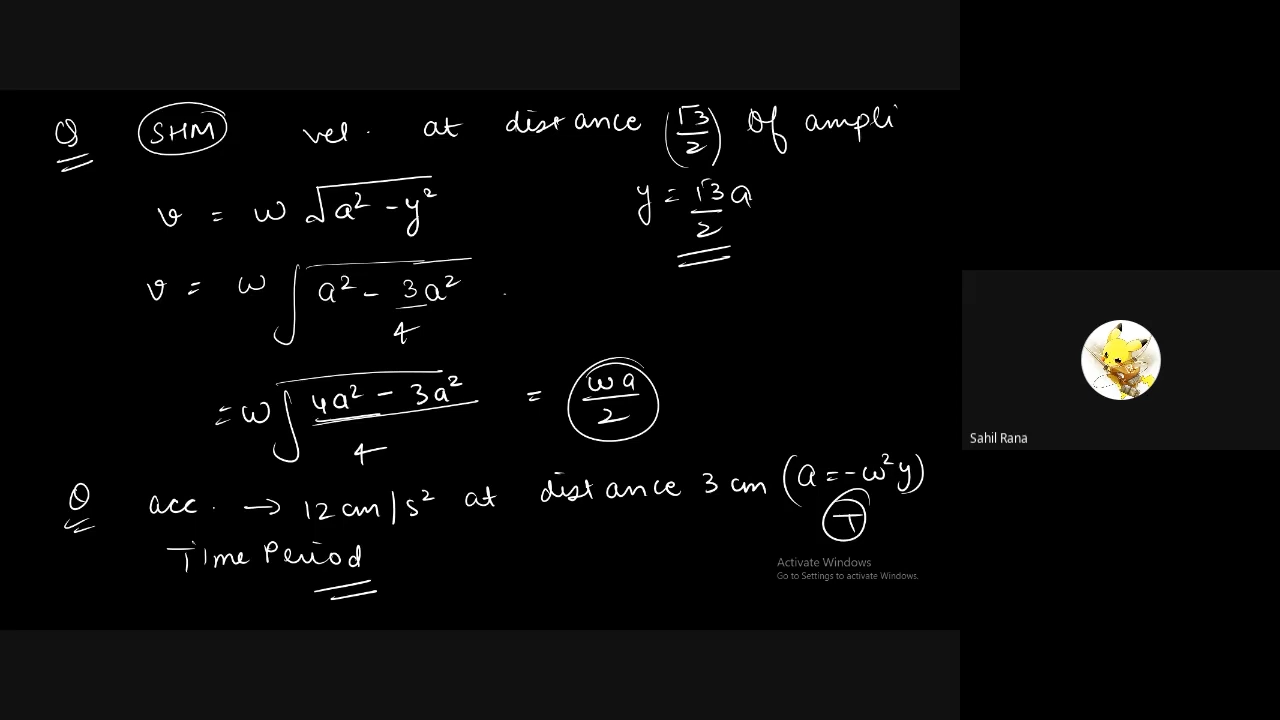 Q SHM vel. at distance (√3/2) of ampli
v = ω √a² - y² y = √3/2 a
v = ω √a² - 3a²/4
= ω √4a² - 3a²/4 = ωa/2
Q acc. → 12 cm/s² at distance 3 cm (a = -ω²y)
T
Time Period
Activate Windows
Go to Settings to activate Windows.
Sahil Rana